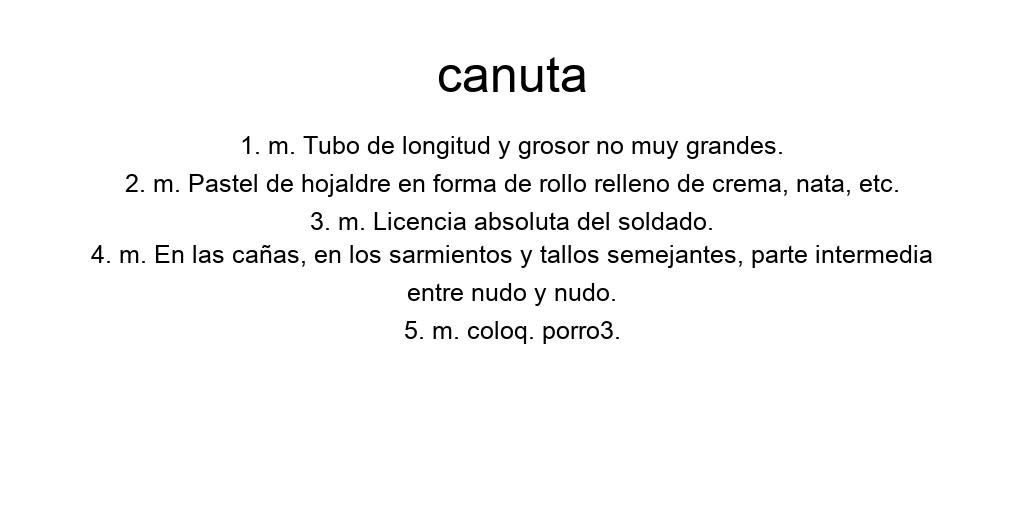 canuta
1. m. Tubo de longitud y grosor no muy grandes.
2. m. Pastel de hojaldre en forma de rollo relleno de crema, nata, etc.
3. m. Licencia absoluta del soldado.
4. m. En las cañas, en los sarmientos y tallos semejantes, parte intermedia
entre nudo y nudo.
5. m. coloq. porro3.